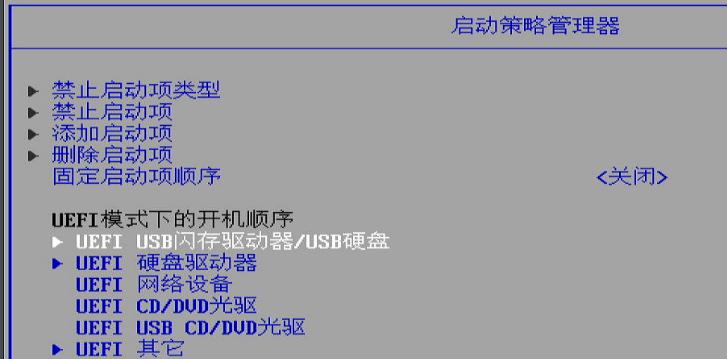 启动策略管理器
禁止启动项类型
禁止启动项
添加启动项
删除启动项
固定启动项顺序 <关闭>
UEFI模式下的开机顺序
UEFI USB闪存驱动器/USB硬盘
UEFI 硬盘驱动器
UEFI 网络设备
UEFI CD/DVD光驱
UEFI USB CD/DVD光驱
UEFI 其它